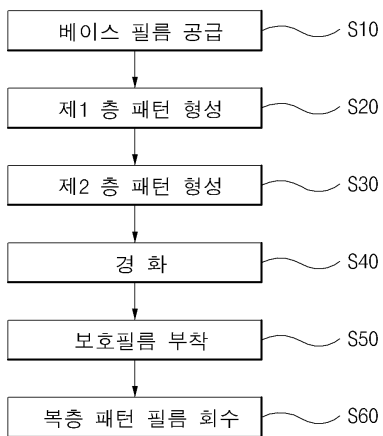 베이스 필름 공급 S10
제1 층 패턴 형성 S20
제2 층 패턴 형성 S30
경 화 S40
보호필름 부착 S50
복층 패턴 필름 회수 S60